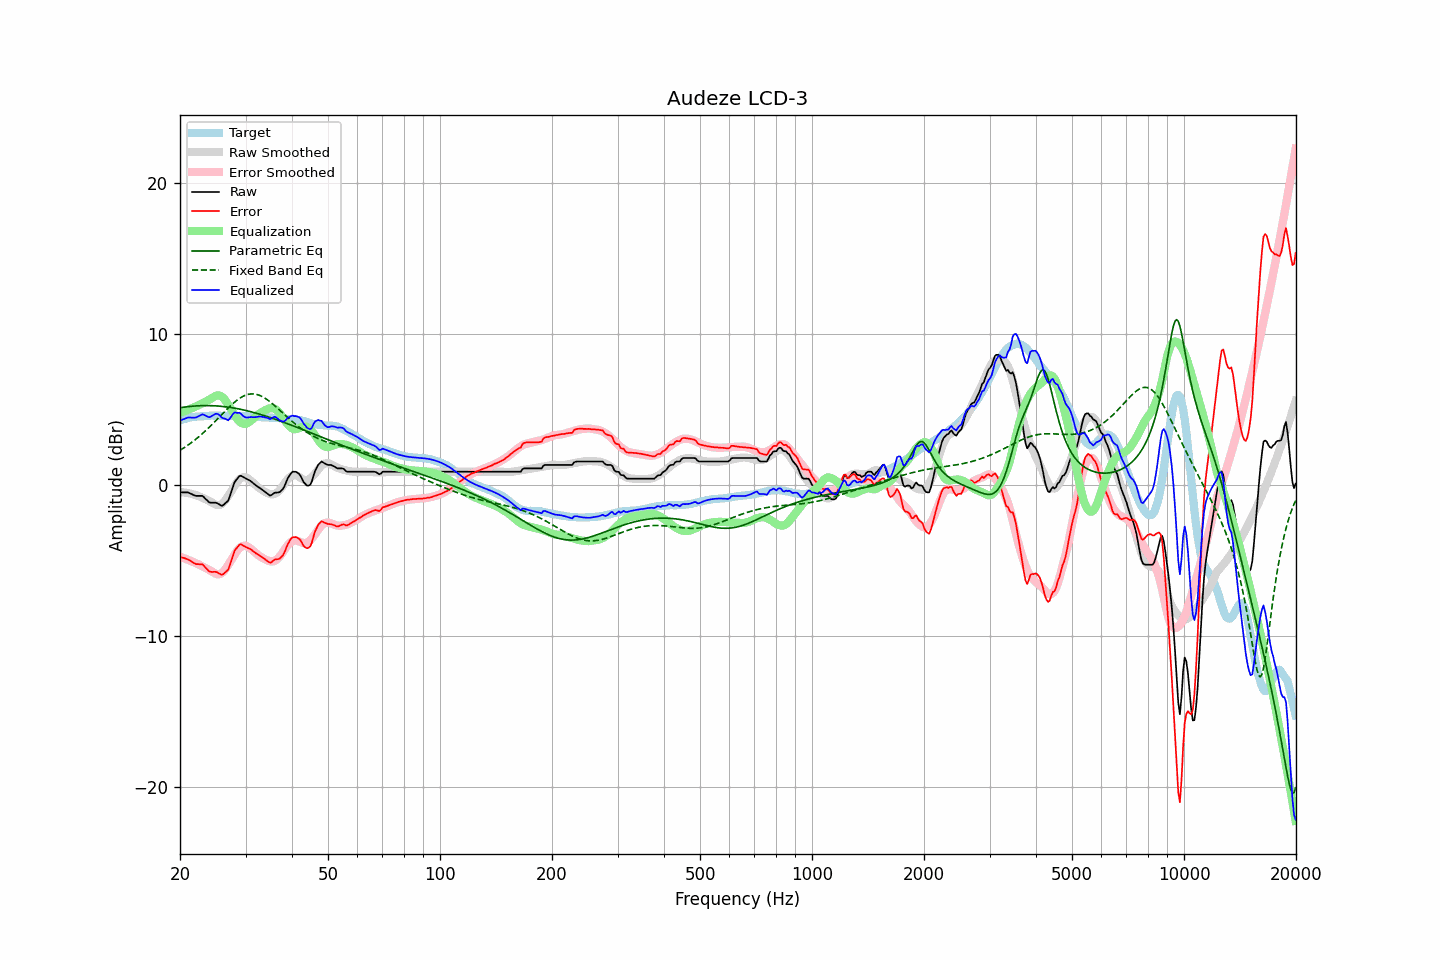 Audeze LCD-3
Target
Raw Smoothed
Error Smoothed
Raw
Error
Equalization
Parametric Eq
Fixed Band Eq
Equalized
Amplitude (dBr)
20
10
0
−10
−20
20 50 100 200 500 1000 2000 5000 10000 20000
Frequency (Hz)